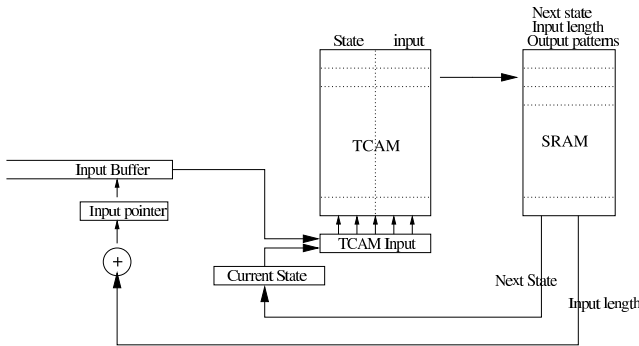 Next state
Input length
Output patterns
State input
TCAM
SRAM
Input Buffer
Input pointer
TCAM Input
+
Current State
Next State
Input length